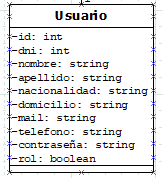 Usuario
-id: int
-dni: int
-nombre: string
-apellido: string
-nacionalidad: string
-domicilio: string
-mail: string
-telefono: string
-contraseña: string
-rol: boolean